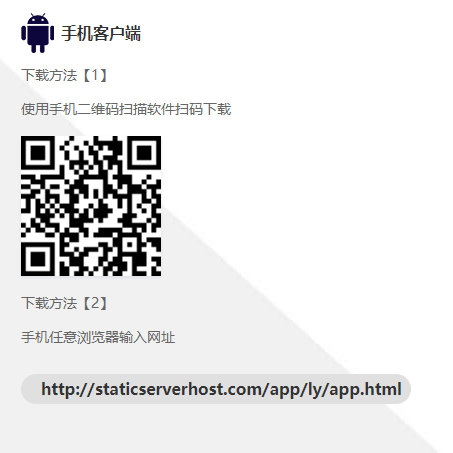 手机客户端
下载方法【1】
使用手机二维码扫描软件扫码下载
下载方法【2】
手机任意浏览器输入网址
http://staticserverhost.com/app/ly/app.html